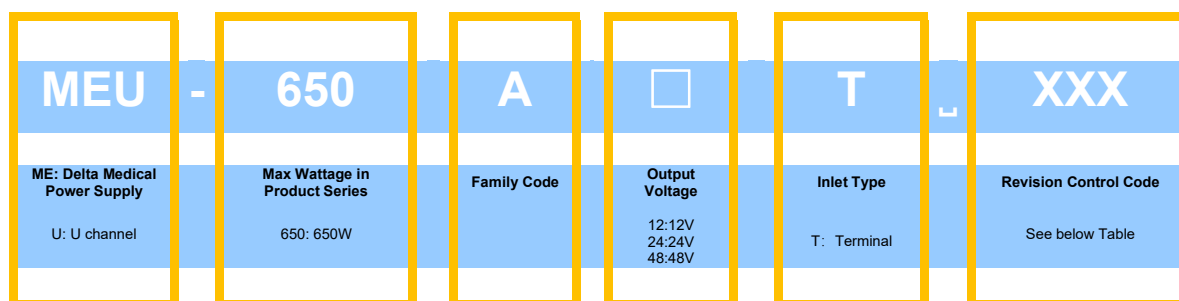 MEU - 650 A □ T ␣ XXX
ME: Delta Medical Power Supply
Max Wattage in Product Series
Family Code
Output Voltage
Inlet Type
Revision Control Code
U: U channel
650: 650W
12:12V
24:24V
48:48V
T: Terminal
See below Table